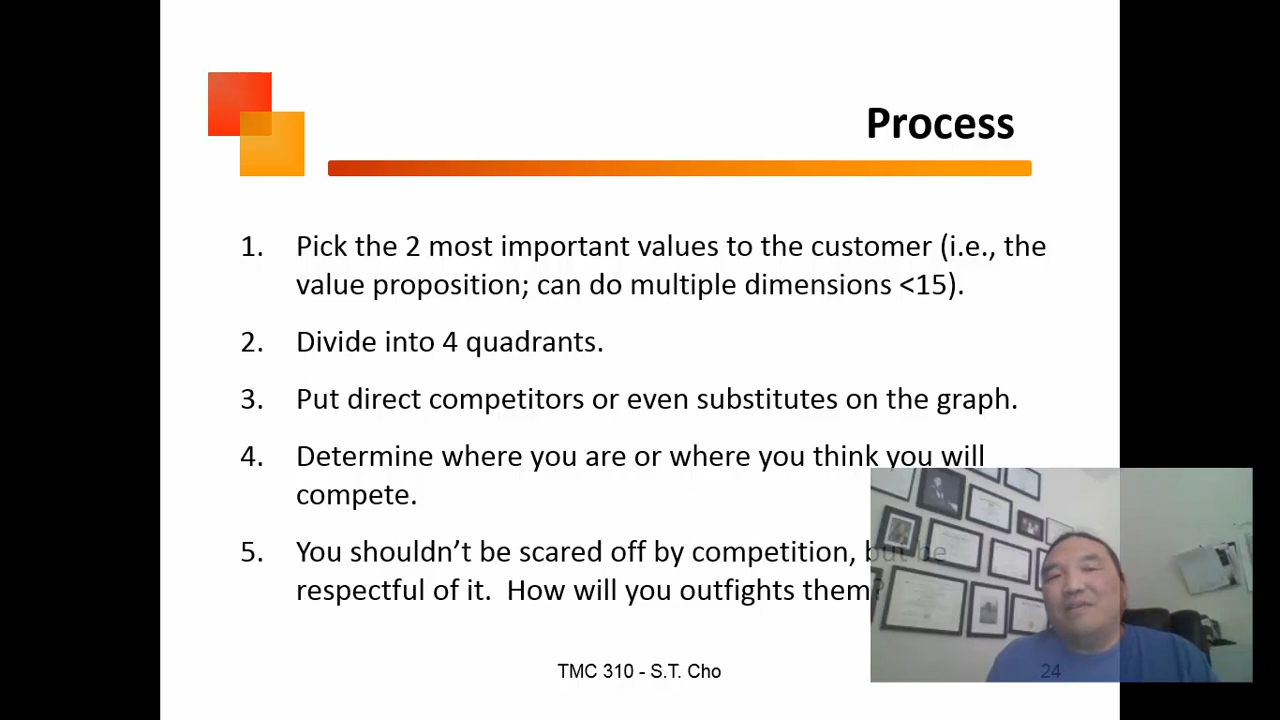 Process
1. Pick the 2 most important values to the customer (i.e., the
value proposition; can do multiple dimensions <15).
2. Divide into 4 quadrants.
3. Put direct competitors or even substitutes on the graph.
4. Determine where you are or where you think you will
compete.
5. You shouldn't be scared off by competition, but be
respectful of it. How will you outfights them?
TMC 310 - S.T. Cho
24